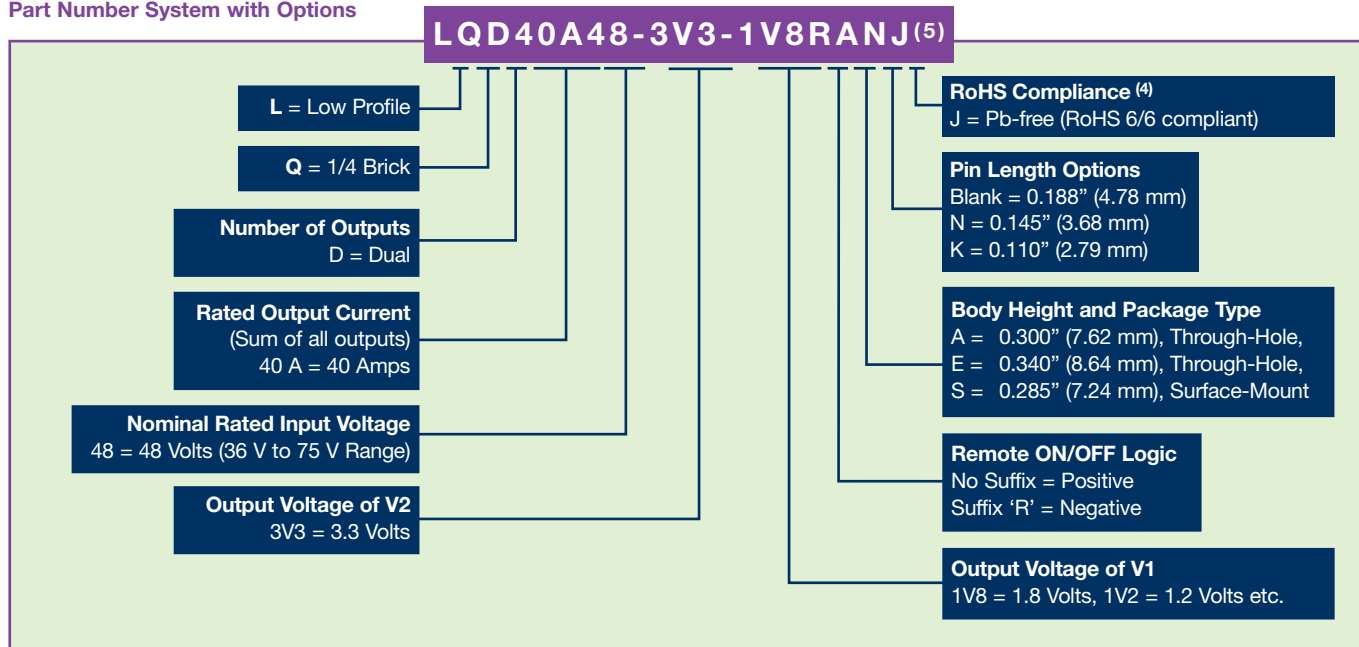 Part Number System with Options
LQD40A48-3V3-1V8RANJ(5)
L = Low Profile
Q = 1/4 Brick
Number of Outputs
D = Dual
Rated Output Current
(Sum of all outputs)
40 A = 40 Amps
Nominal Rated Input Voltage
48 = 48 Volts (36 V to 75 V Range)
Output Voltage of V2
3V3 = 3.3 Volts
RoHS Compliance (4)
J = Pb-free (RoHS 6/6 compliant)
Pin Length Options
Blank = 0.188” (4.78 mm)
N = 0.145” (3.68 mm)
K = 0.110” (2.79 mm)
Body Height and Package Type
A = 0.300” (7.62 mm), Through-Hole,
E = 0.340” (8.64 mm), Through-Hole,
S = 0.285” (7.24 mm), Surface-Mount
Remote ON/OFF Logic
No Suffix = Positive
Suffix ‘R’ = Negative
Output Voltage of V1
1V8 = 1.8 Volts, 1V2 = 1.2 Volts etc.